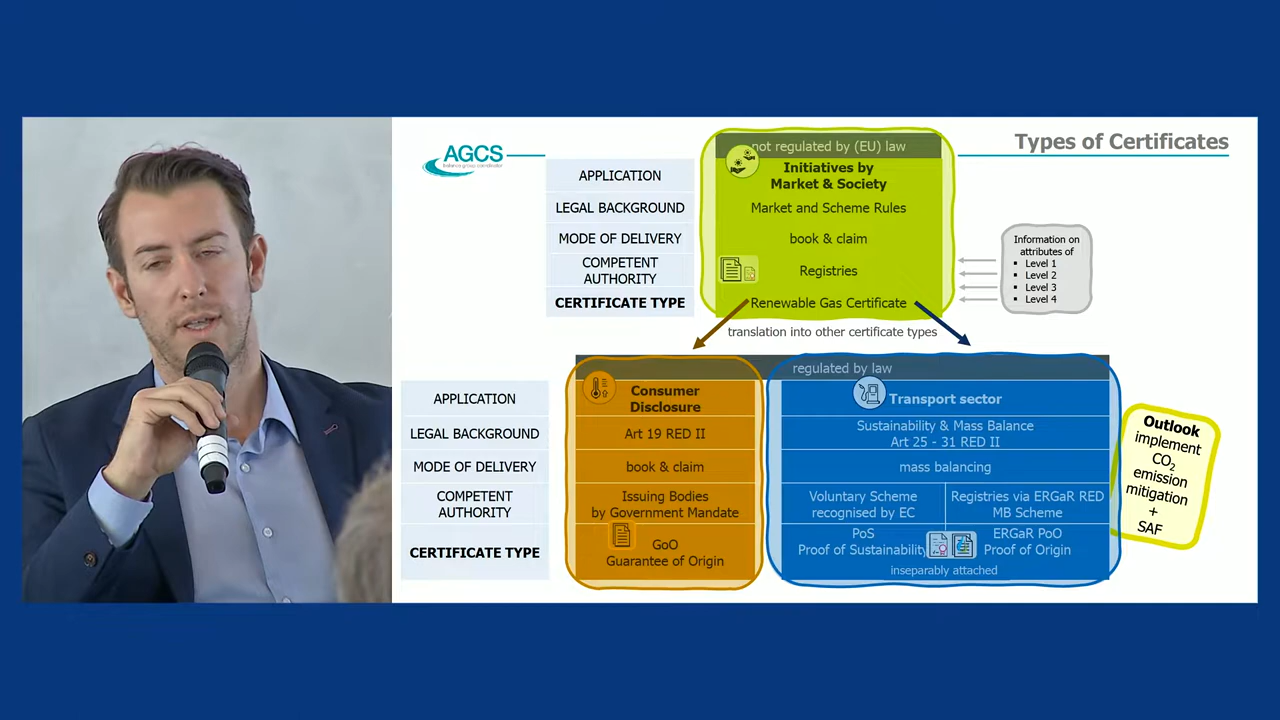 AGCS
balance group coordinator
Types of Certificates
not regulated by (EU) law
APPLICATION
Initiatives by
Market & Society
LEGAL BACKGROUND
Market and Scheme Rules
MODE OF DELIVERY
book & claim
COMPETENT
AUTHORITY
Registries
CERTIFICATE TYPE
Renewable Gas Certificate
Information on
attributes of
▪ Level 1
▪ Level 2
▪ Level 3
▪ Level 4
translation into other certificate types
regulated by law
APPLICATION
Consumer
Disclosure
Transport sector
LEGAL BACKGROUND
Art 19 RED II
Sustainability & Mass Balance
Art 25 - 31 RED II
MODE OF DELIVERY
book & claim
mass balancing
COMPETENT
AUTHORITY
Issuing Bodies
by Government Mandate
Voluntary Scheme
recognised by EC
Registries via ERGaR RED
MB Scheme
CERTIFICATE TYPE
GoO
Guarantee of Origin
PoS
Proof of Sustainability
ERGaR PoO
Proof of Origin
inseparably attached
Outlook
implement
CO2
emission
mitigation
+
SAF